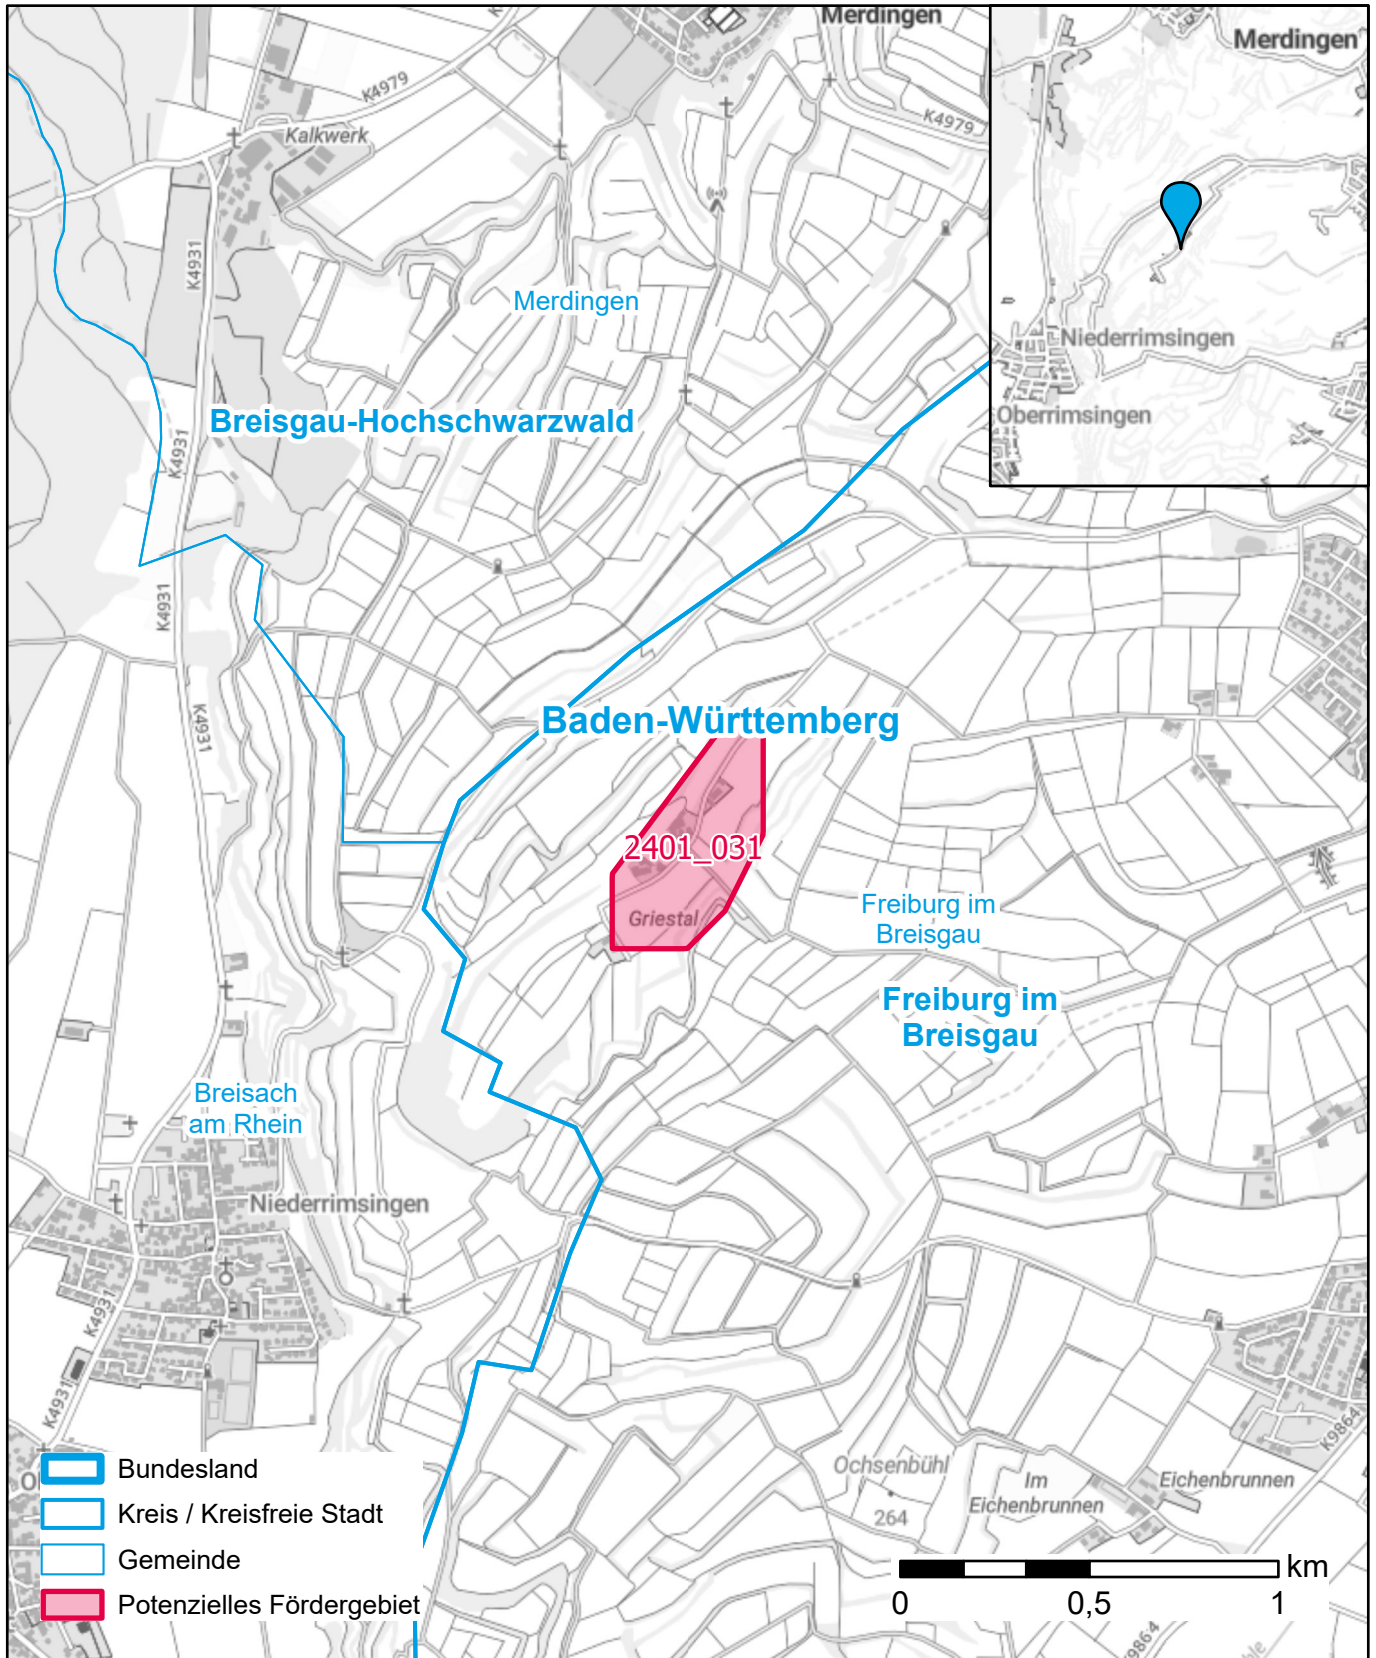 Merdingen
Merdingen
K4979
Kalkwerk
K4979
K4931
Merdingen
Niederrimsingen
Oberrimsingen
Breisgau-Hochschwarzwald
K4931
K4931
K4931
Baden-Württemberg
2401_031
Griestal
Freiburg im
Breisgau
Freiburg im
Breisgau
Breisach
am Rhein
Niederrimsingen
K4931
K4931
K9864
Ochsenbühl
264
Im
Eichenbrunnen
Eichenbrunnen
Bundesland
Kreis / Kreisfreie Stadt
Gemeinde
Potenzielles Fördergebiet
km
0
0,5
1